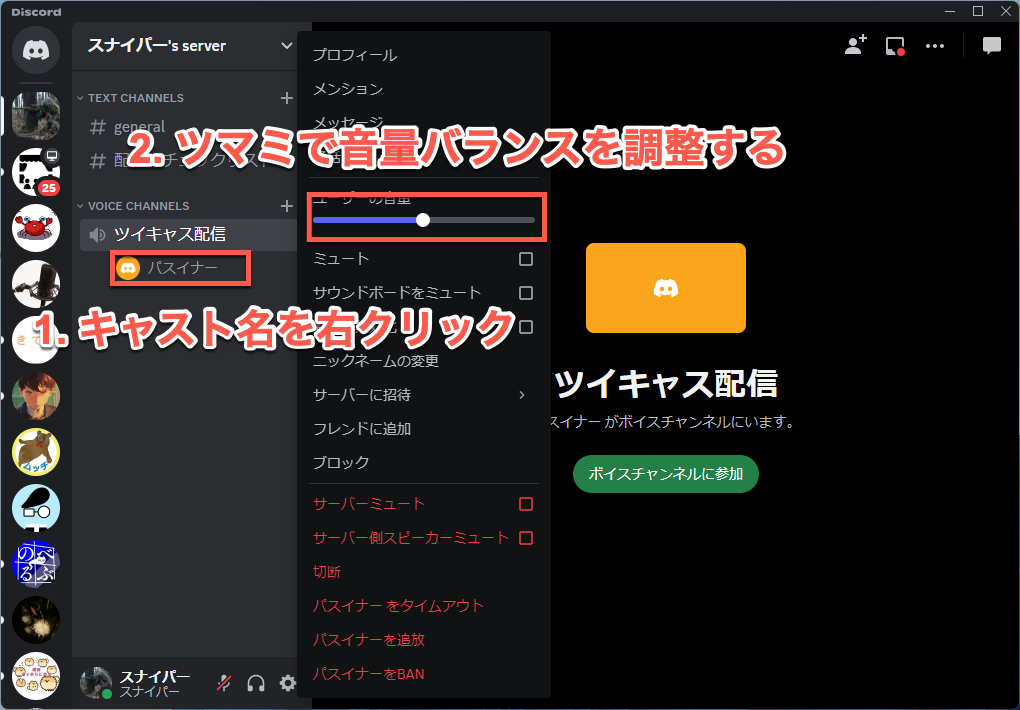 Discord
スナイパー's server
TEXT CHANNELS
general
VOICE CHANNELS
ツイキャス配信
パスイナー
25
きて
ムッチ
のべる
ぶ
スナイパー
スナイパー
プロフィール
メンション
メッセージ
2. ツマミで音量バランスを調整する
ユーザーの音量
ミュート
サウンドボードをミュート
1. キャスト名を右クリック
ニックネームの変更
サーバーに招待
フレンドに追加
ブロック
サーバーミュート
サーバー側スピーカーミュート
切断
パスイナー をタイムアウト
パスイナーを追放
パスイナーをBAN
ツイキャス配信
スイナー がボイスチャンネルにいます。
ボイスチャンネルに参加